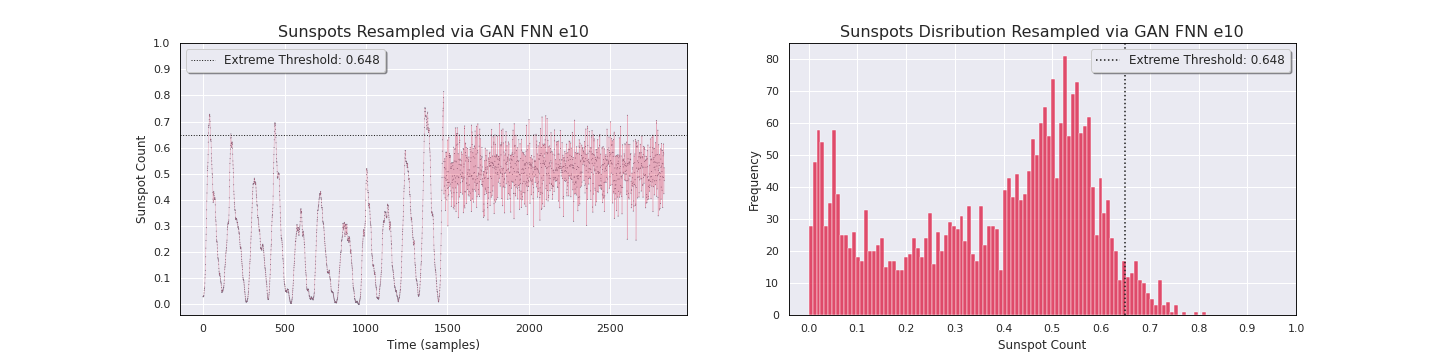 Sunspots Resampled via GAN FNN e10
Extreme Threshold: 0.648
Sunspot Count
1.0
0.9
0.8
0.7
0.6
0.5
0.4
0.3
0.2
0.1
0.0
0 500 1000 1500 2000 2500
Time (samples)
Sunspots Disribution Resampled via GAN FNN e10
Extreme Threshold: 0.648
Frequency
80
70
60
50
40
30
20
10
0
0.0 0.1 0.2 0.3 0.4 0.5 0.6 0.7 0.8 0.9 1.0
Sunspot Count